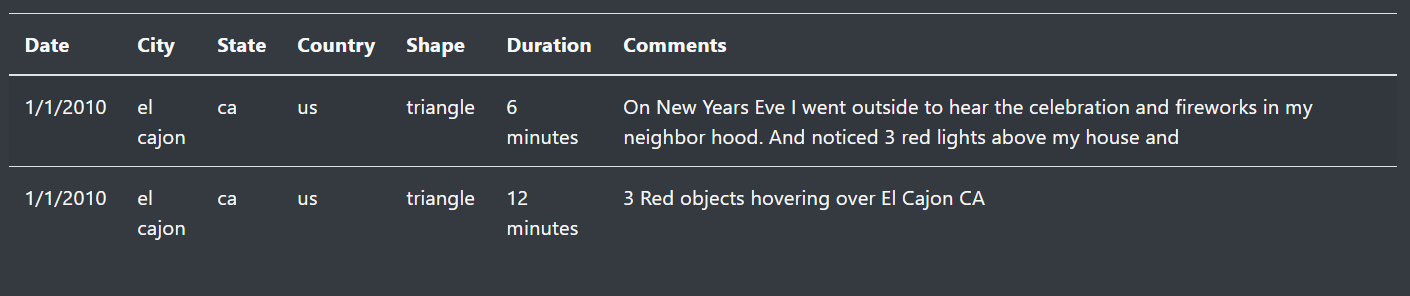 Date City State Country Shape Duration Comments
1/1/2010 el ca us triangle 6 On New Years Eve I went outside to hear the celebration and fireworks in my
cajon minutes neighbor hood. And noticed 3 red lights above my house and
1/1/2010 el ca us triangle 12 3 Red objects hovering over El Cajon CA
cajon minutes